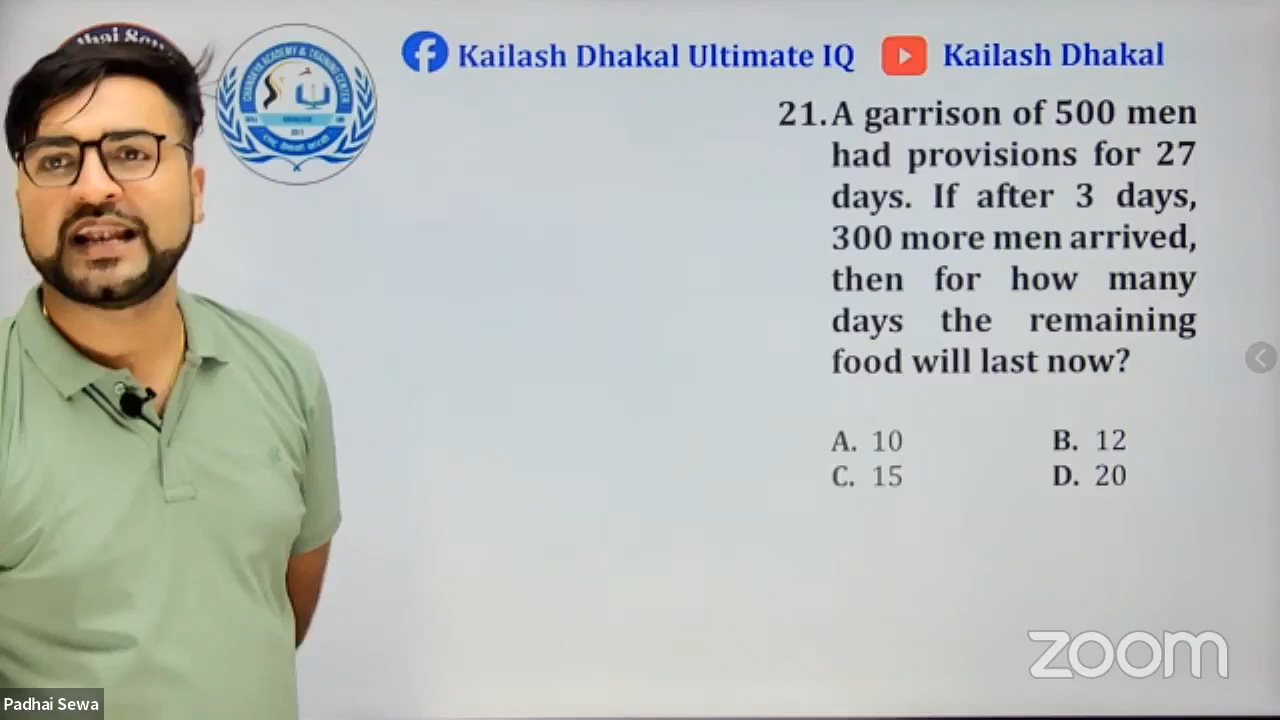 Kailash Dhakal Ultimate IQ
Kailash Dhakal
21. A garrison of 500 men
had provisions for 27
days. If after 3 days,
300 more men arrived,
then for how many
days the remaining
food will last now?
A. 10
B. 12
C. 15
D. 20
zoom
Padhai Sewa